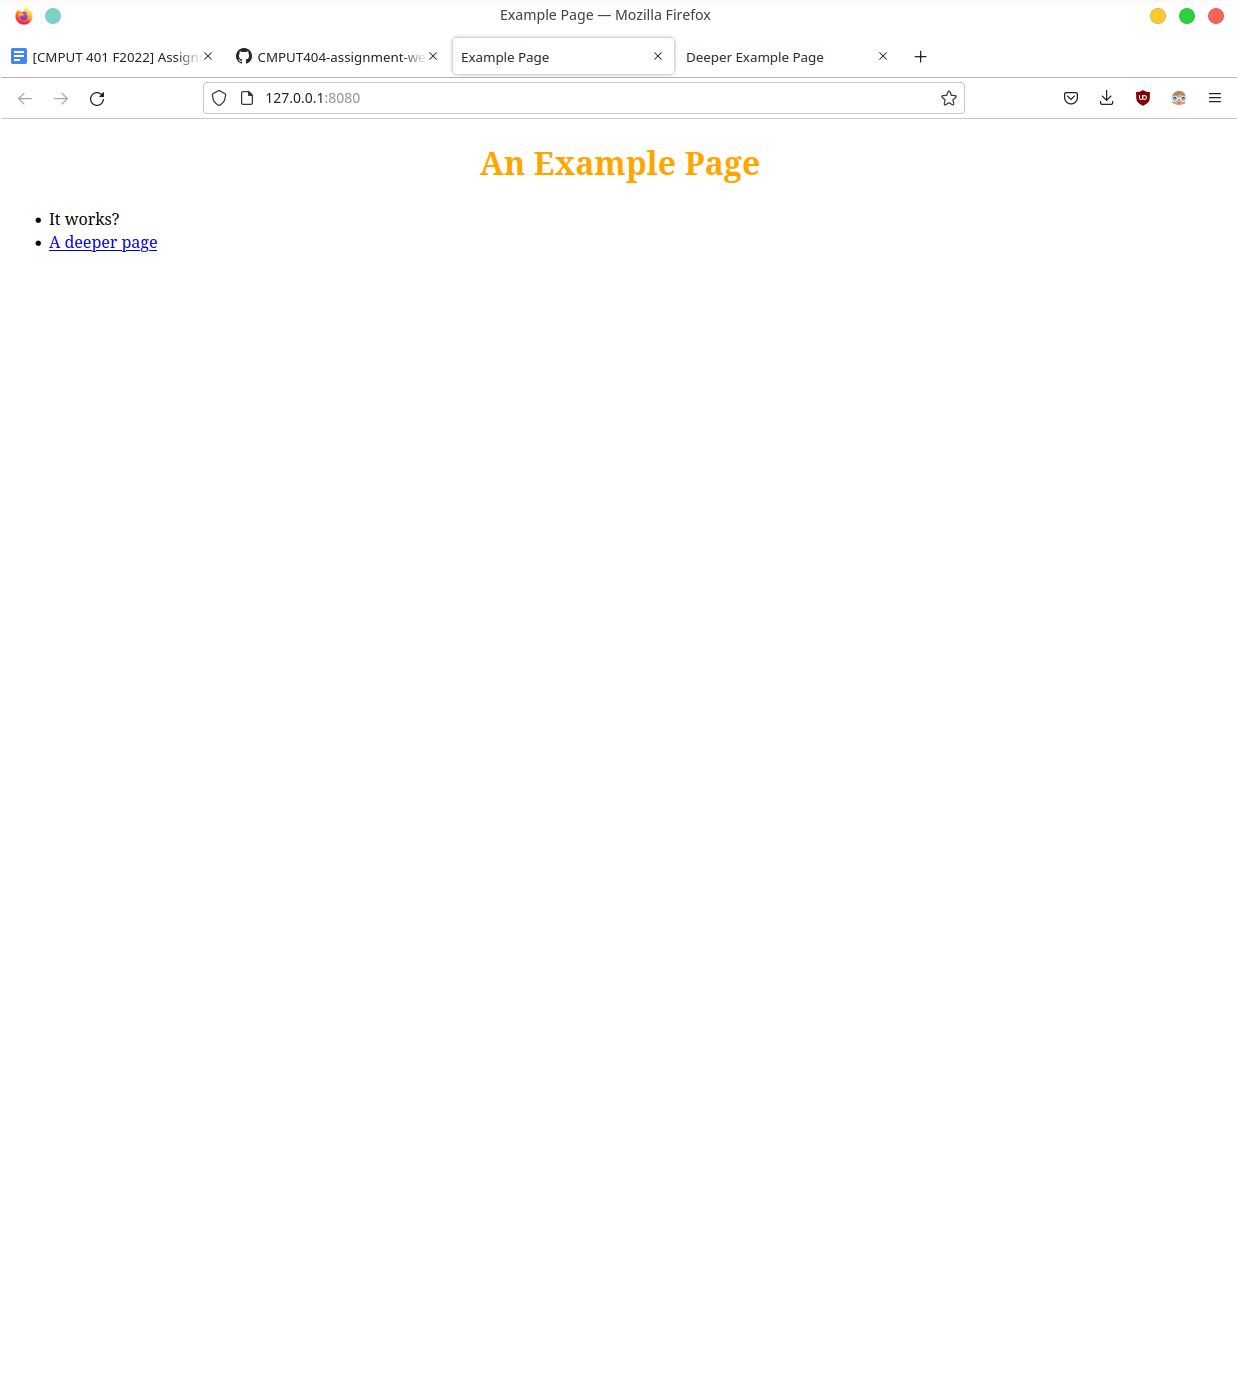 Example Page — Mozilla Firefox
[CMPUT 401 F2022] Assign
CMPUT404-assignment-we
Example Page
Deeper Example Page
127.0.0.1:8080
An Example Page
• It works?
• A deeper page